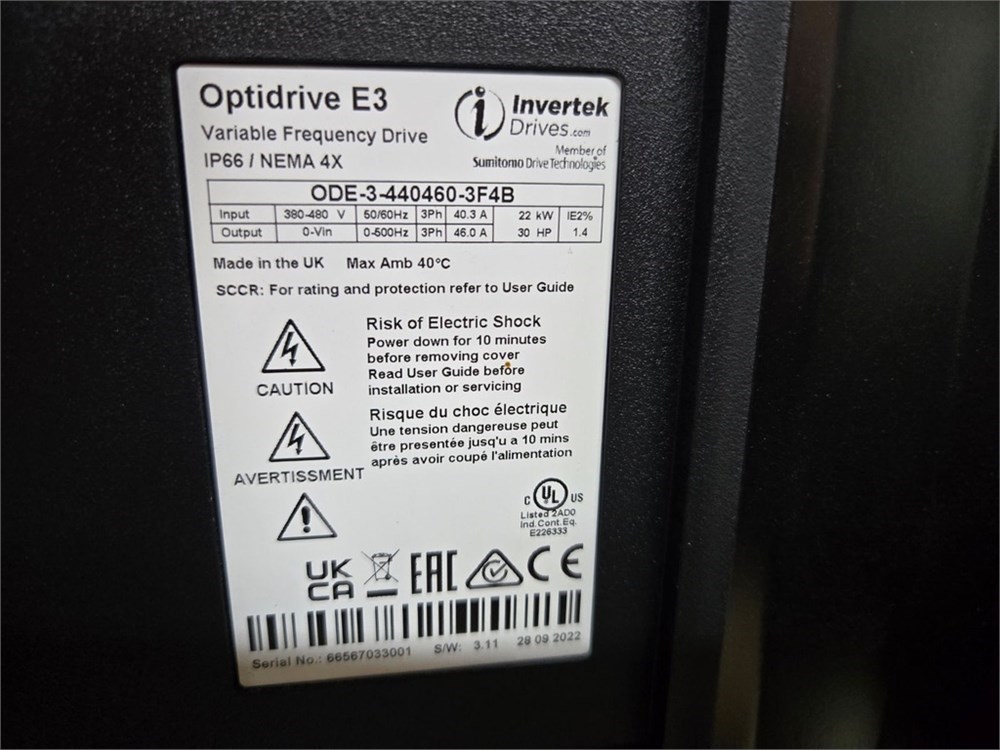 Optidrive E3
Variable Frequency Drive
IP66 / NEMA 4X
Invertek
Drives.com
Member of
Sumitomo Drive Technologies
ODE-3-440460-3F4B
Input 380-480 V 50/60Hz 3Ph 40.3 A 22 kW IE2%
Output 0-Vin 0-500Hz 3Ph 46.0 A 30 HP 1.4
Made in the UK Max Amb 40°C
SCCR: For rating and protection refer to User Guide
Risk of Electric Shock
Power down for 10 minutes
before removing cover
Read User Guide before
installation or servicing
CAUTION
Risque du choc électrique
Une tension dangereuse peut
être presentée jusqu'u a 10 mins
après avoir coupé l'alimentation
AVERTISSMENT
C UL US
Listed 2AD0
Ind.Cont.Eq.
E226333
UK
CA
EAC
CE
Serial No.: 66567033001 S/W: 3.11 28 09 2022